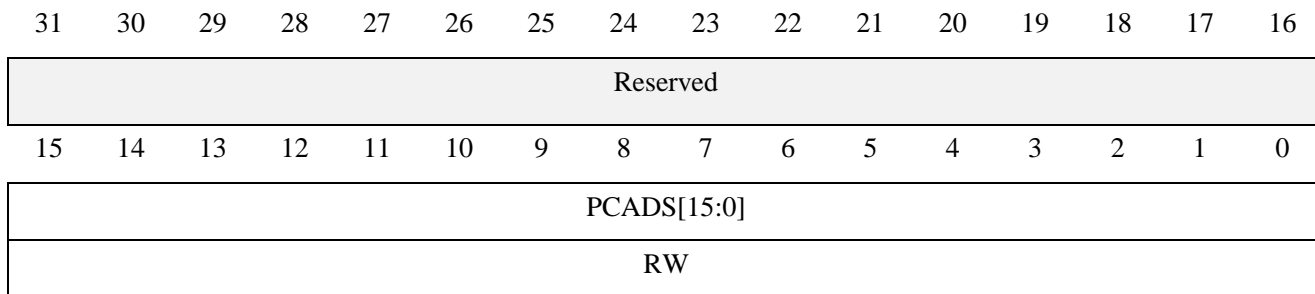 31 30 29 28 27 26 25 24 23 22 21 20 19 18 17 16
Reserved
15 14 13 12 11 10 9 8 7 6 5 4 3 2 1 0
PCADS[15:0]
RW